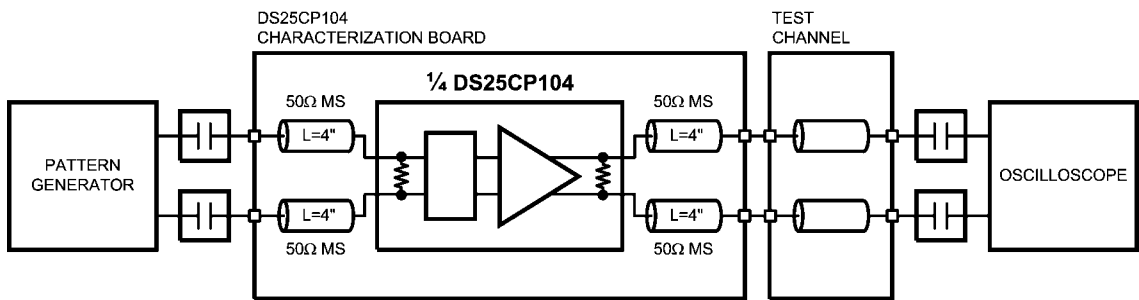 DS25CP104
CHARACTERIZATION BOARD
TEST
CHANNEL
¼ DS25CP104
50Ω MS
50Ω MS
L=4"
L=4"
PATTERN
GENERATOR
OSCILLOSCOPE
L=4"
L=4"
50Ω MS
50Ω MS